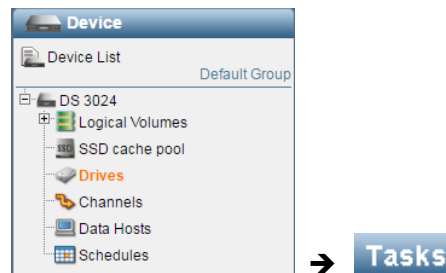 Device
Device List
Default Group
DS 3024
Logical Volumes
SSD cache pool
Drives
Channels
Data Hosts
Schedules
→ Tasks